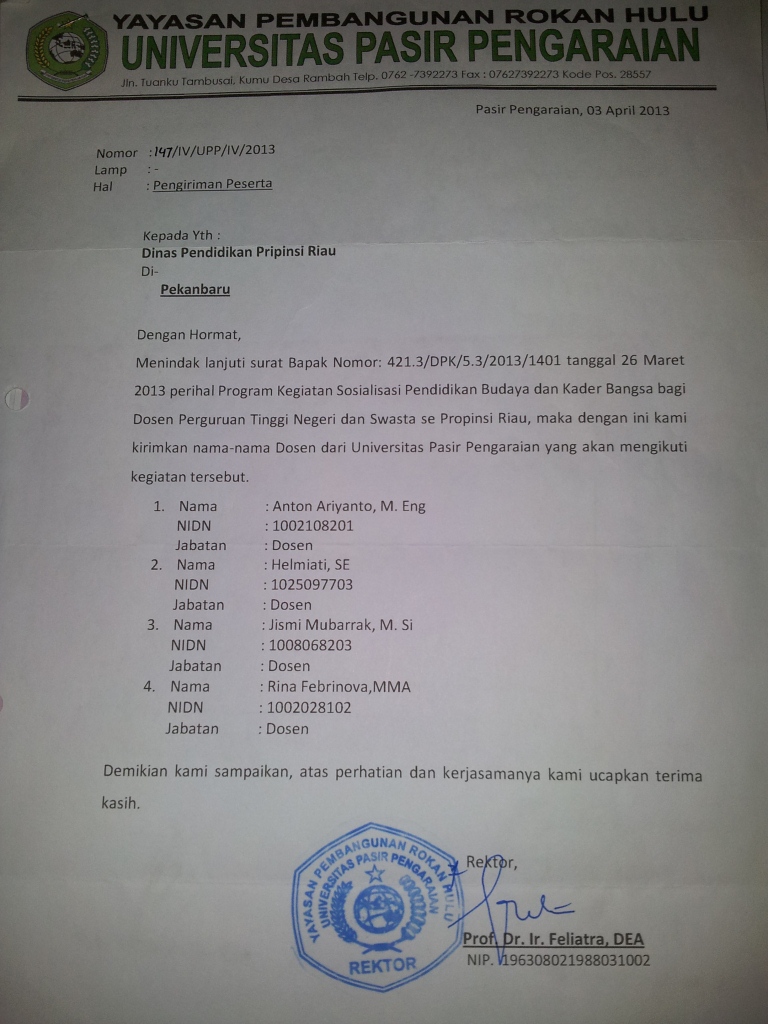 YAYASAN PEMBANGUNAN ROKAN HULU
UNIVERSITAS PASIR PENGARAIAN
Jln. Tuanku Tambusai, Kumu Desa Rambah Telp. 0762 -7392273 Fax : 07627392273 Kode Pos. 28557
Pasir Pengaraian, 03 April 2013
Nomor : 147/IV/UPP/IV/2013
Lamp : -
Hal : Pengiriman Peserta
Kepada Yth :
Dinas Pendidikan Pripinsi Riau
Di-
Pekanbaru
Dengan Hormat,
Menindak lanjuti surat Bapak Nomor: 421.3/DPK/5.3/2013/1401 tanggal 26 Maret
2013 perihal Program Kegiatan Sosialisasi Pendidikan Budaya dan Kader Bangsa bagi
Dosen Perguruan Tinggi Negeri dan Swasta se Propinsi Riau, maka dengan ini kami
kirimkan nama-nama Dosen dari Universitas Pasir Pengaraian yang akan mengikuti
kegiatan tersebut.
1. Nama : Anton Ariyanto, M. Eng
NIDN : 1002108201
Jabatan : Dosen
2. Nama : Helmiati, SE
NIDN : 1025097703
Jabatan : Dosen
3. Nama : Jismi Mubarrak, M. Si
NIDN : 1008068203
Jabatan : Dosen
4. Nama : Rina Febrinova,MMA
NIDN : 1002028102
Jabatan : Dosen
Demikian kami sampaikan, atas perhatian dan kerjasamanya kami ucapkan terima
kasih.
Rektor,
YAYASAN PEMBANGUNAN ROKAN HULU
UNIVERSITAS PASIR PENGARAIAN
REKTOR
Prof. Dr. Ir. Feliatra, DEA
NIP. 196308021988031002